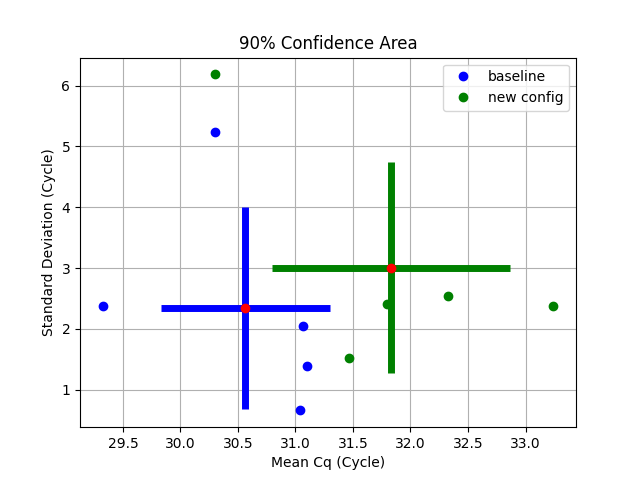 90% Confidence Area
baseline
new config
Standard Deviation (Cycle)
6
5
4
3
2
1
29.5 30.0 30.5 31.0 31.5 32.0 32.5 33.0
Mean Cq (Cycle)